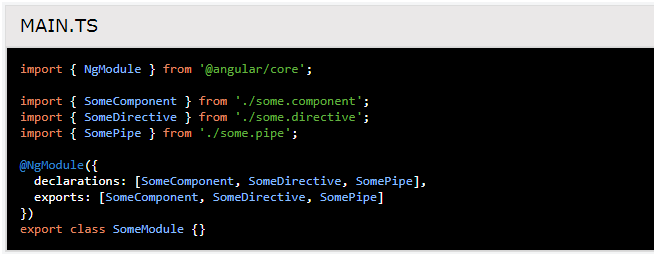 MAIN.TS
import { NgModule } from '@angular/core';
import { SomeComponent } from './some.component';
import { SomeDirective } from './some.directive';
import { SomePipe } from './some.pipe';
@NgModule({
  declarations: [SomeComponent, SomeDirective, SomePipe],
  exports: [SomeComponent, SomeDirective, SomePipe]
})
export class SomeModule {}